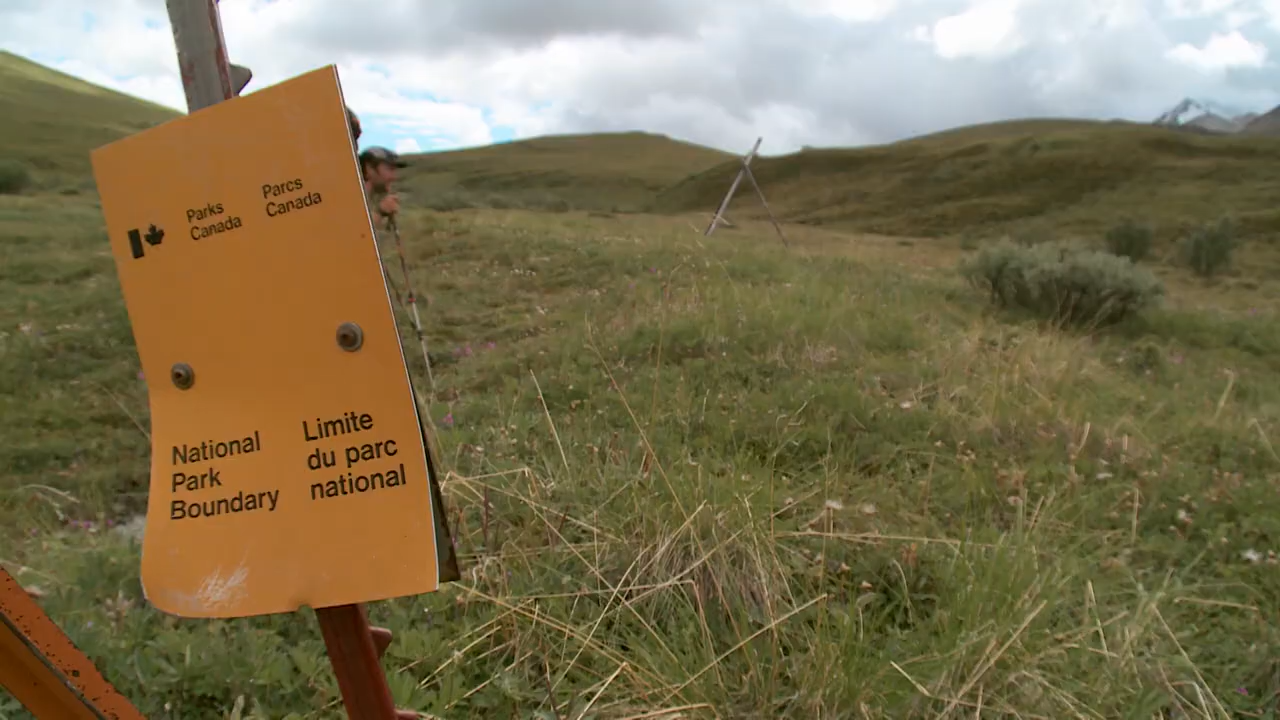 Parks
Canada
Parcs
Canada
National
Park
Boundary
Limite
du parc
national